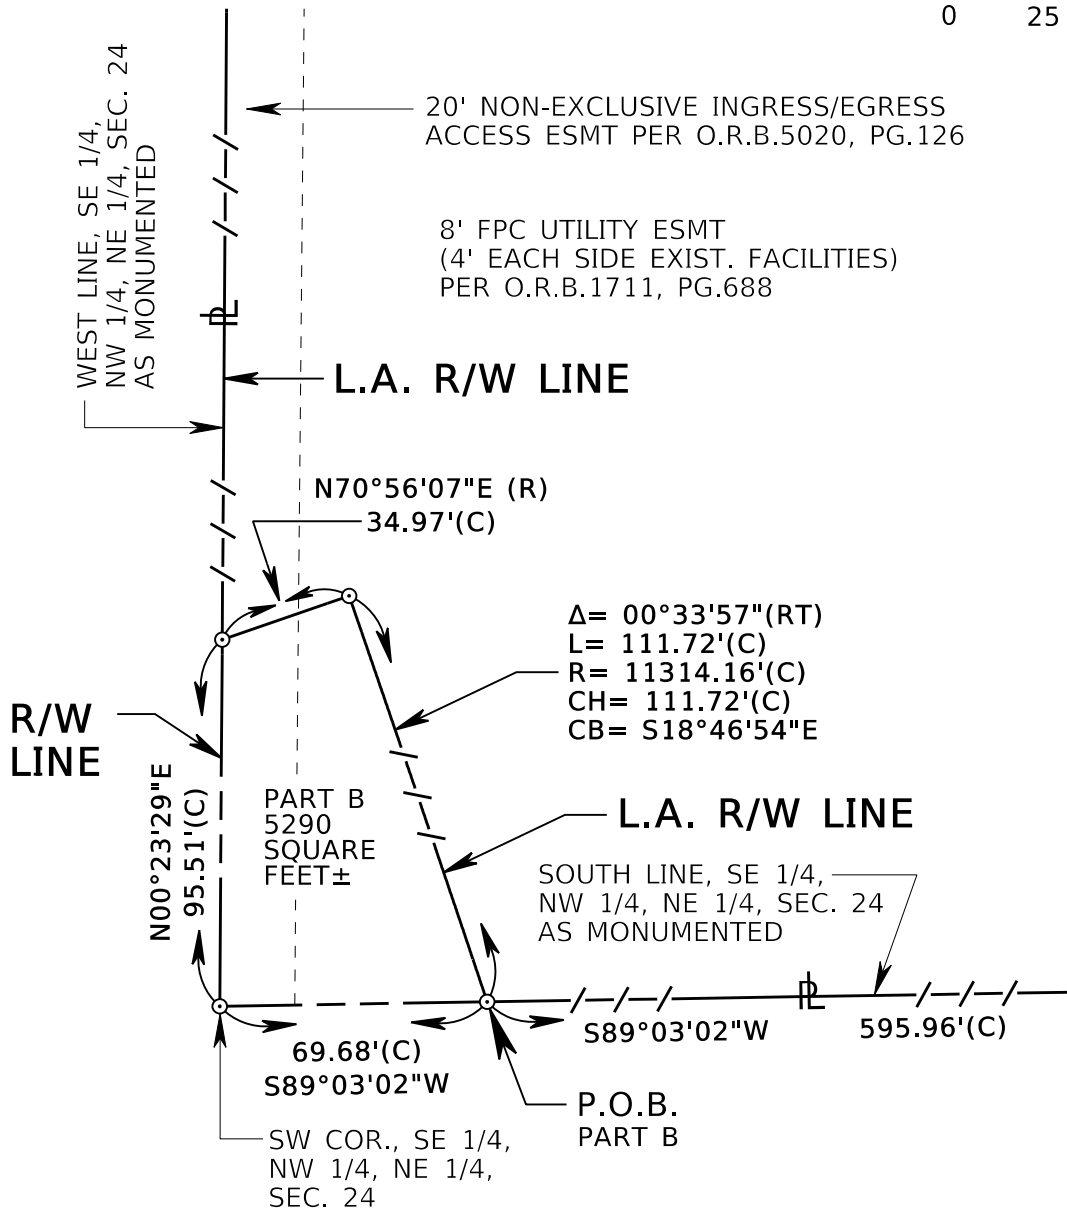 0 25
WEST LINE, SE 1/4,
NW 1/4, NE 1/4, SEC. 24
AS MONUMENTED
20' NON-EXCLUSIVE INGRESS/EGRESS
ACCESS ESMT PER O.R.B.5020, PG.126
8' FPC UTILITY ESMT
(4' EACH SIDE EXIST. FACILITIES)
PER O.R.B.1711, PG.688
PL
L.A. R/W LINE
N70°56'07"E (R)
34.97'(C)
Δ= 00°33'57"(RT)
L= 111.72'(C)
R= 11314.16'(C)
CH= 111.72'(C)
CB= S18°46'54"E
R/W
LINE
N00°23'29"E
95.51'(C)
PART B
5290
SQUARE
FEET±
L.A. R/W LINE
SOUTH LINE, SE 1/4,
NW 1/4, NE 1/4, SEC. 24
AS MONUMENTED
PL
S89°03'02"W
595.96'(C)
69.68'(C)
S89°03'02"W
P.O.B.
PART B
SW COR., SE 1/4,
NW 1/4, NE 1/4,
SEC. 24